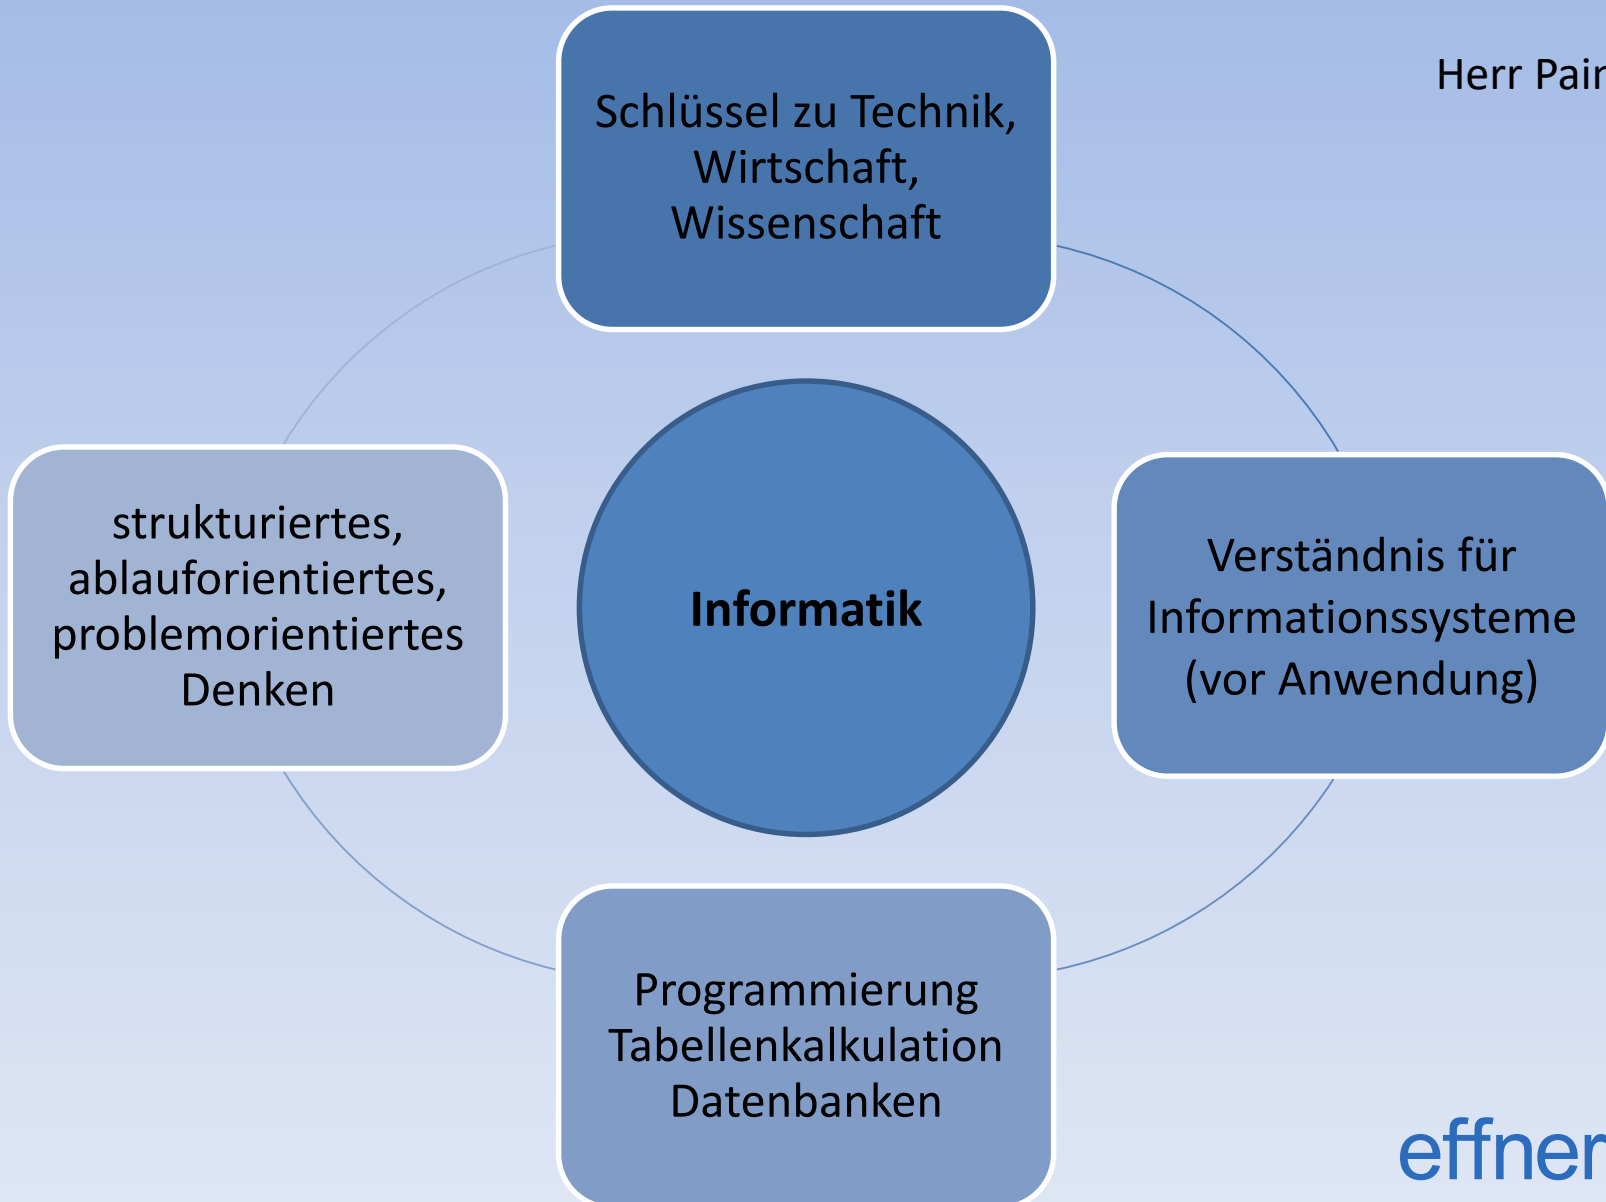 Schlüssel zu Technik,
Wirtschaft,
Wissenschaft
Herr
strukturiertes,
ablauforientiertes,
problemorientiertes
Denken
Informatik
Verständnis für
Informationssysteme
(vor Anwendung)
Programmierung
Tabellenkalkulation
Datenbanken
effner